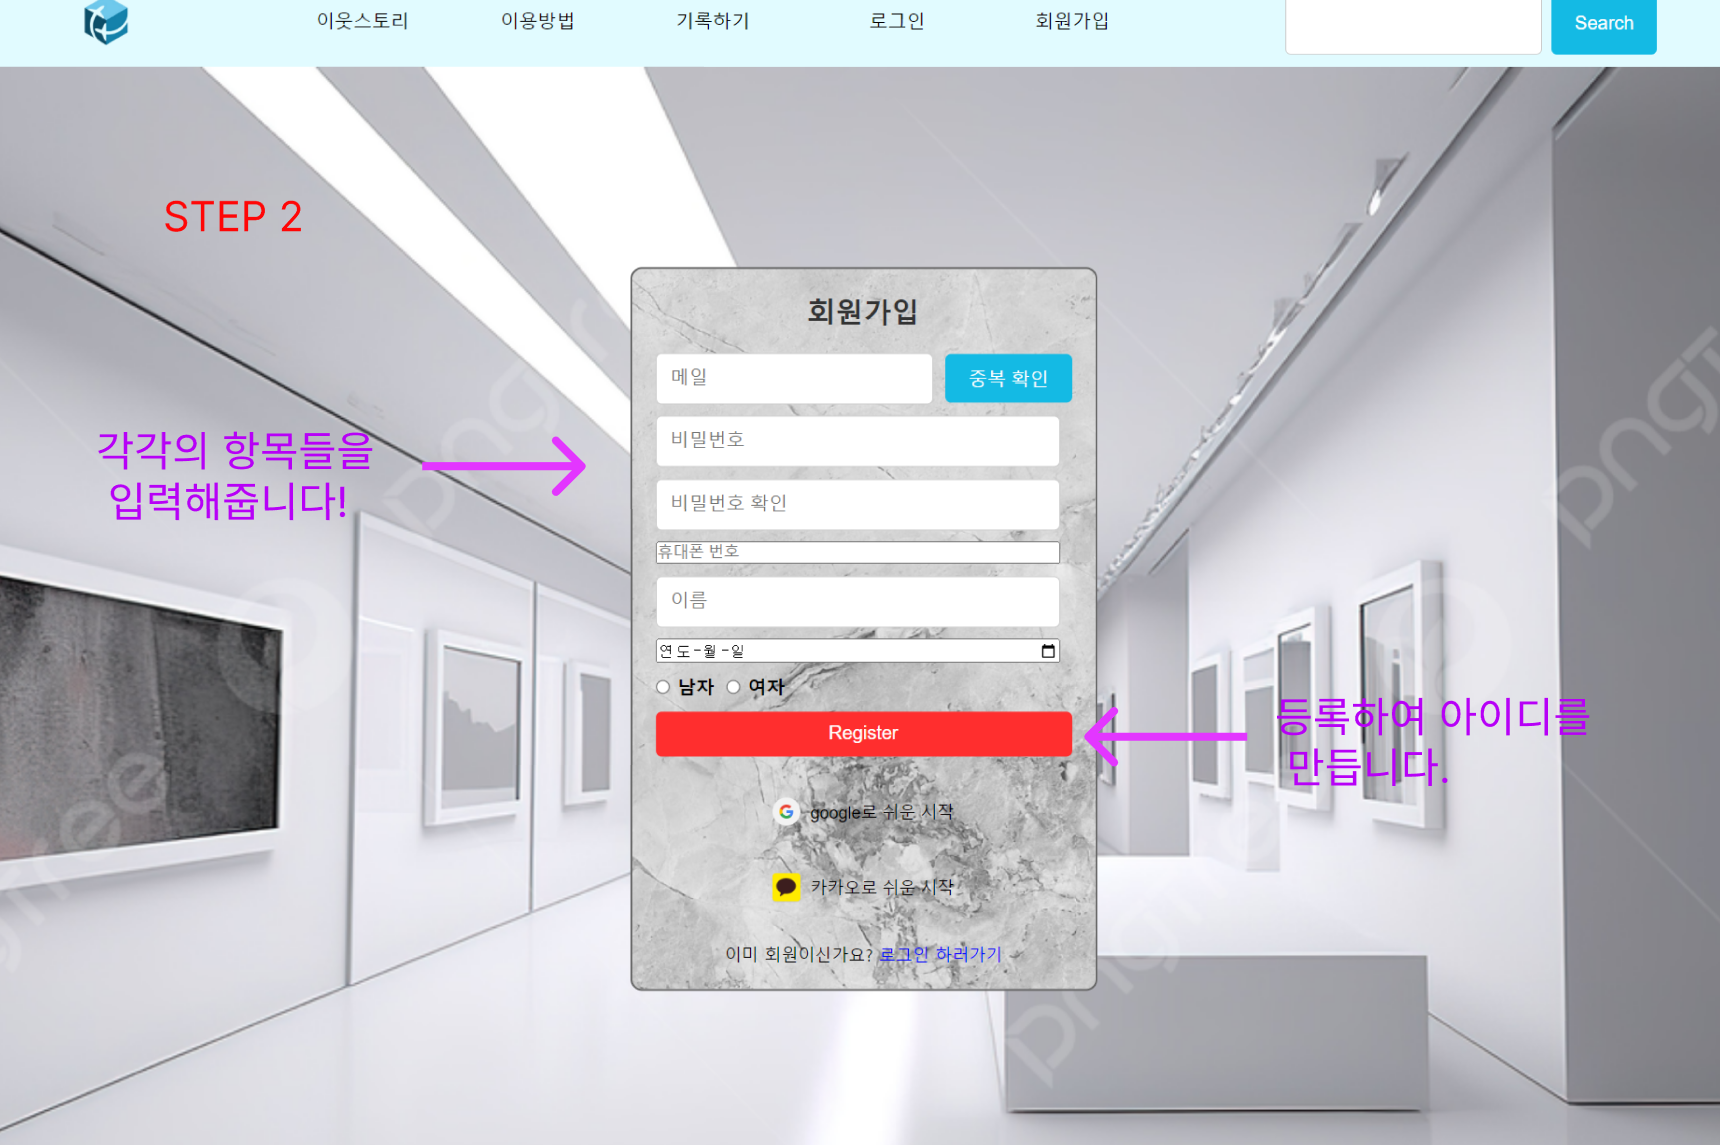 이웃스토리 이용방법 기록하기 로그인 회원가입 Search
STEP 2
회원가입
메일 중복 확인
비밀번호
각각의 항목들을
입력해줍니다!
비밀번호 확인
휴대폰 번호
이름
연도-월-일
남자 여자
Register
등록하여 아이디를
만듭니다.
google로 쉬운 시작
카카오로 쉬운 시작
이미 회원이신가요? 로그인 하러가기
pngtree